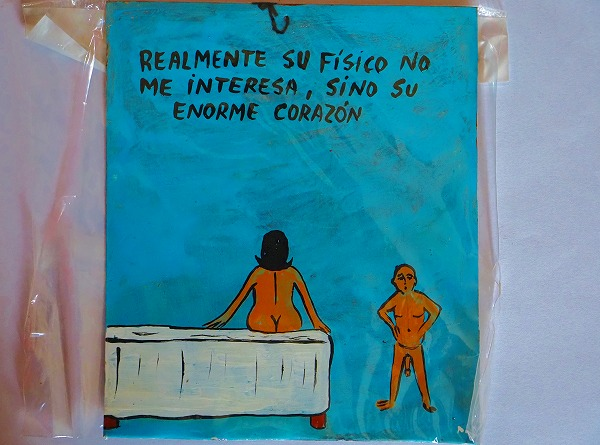 REALMENTE SU FÍSICO NO
ME INTERESA, SINO SU
ENORME CORAZÓN